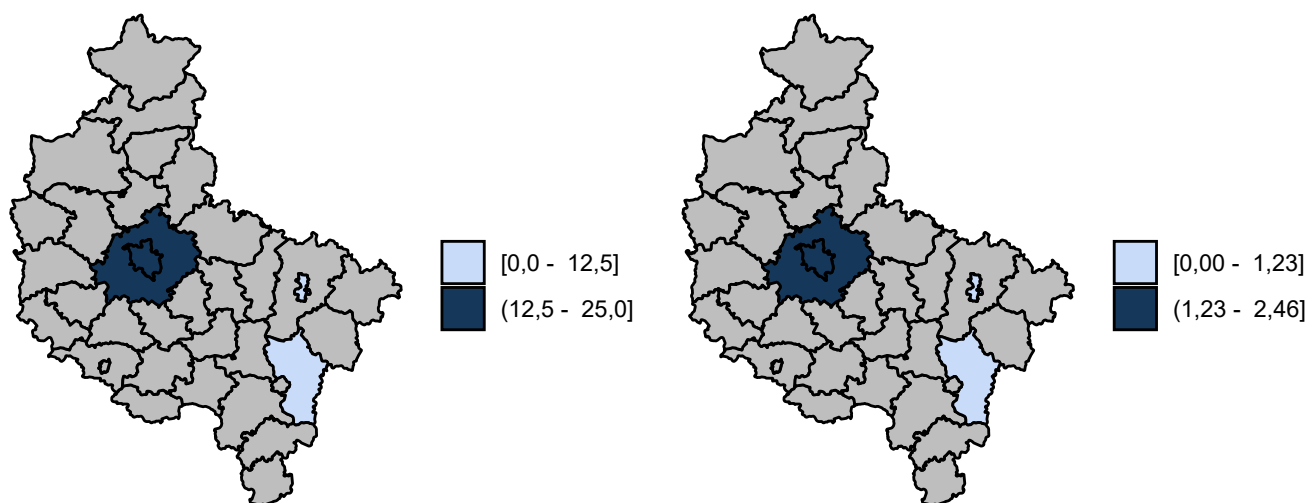 [0,0 - 12,5]
(12,5 - 25,0]
[0,00 - 1,23]
(1,23 - 2,46]